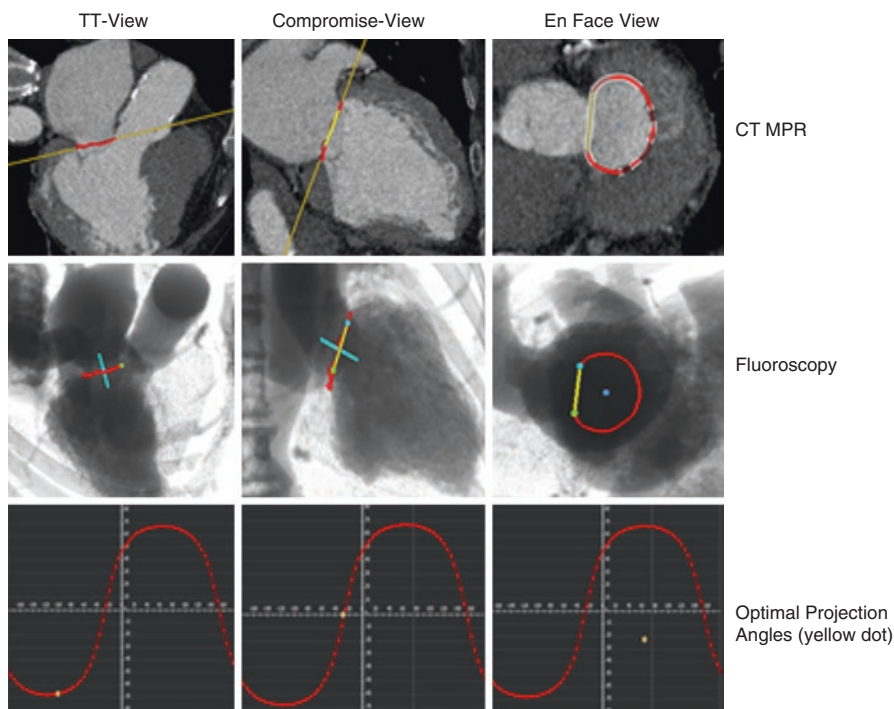 TT-View
Compromise-View
En Face View
CT MPR
Fluoroscopy
Optimal Projection
Angles (yellow dot)